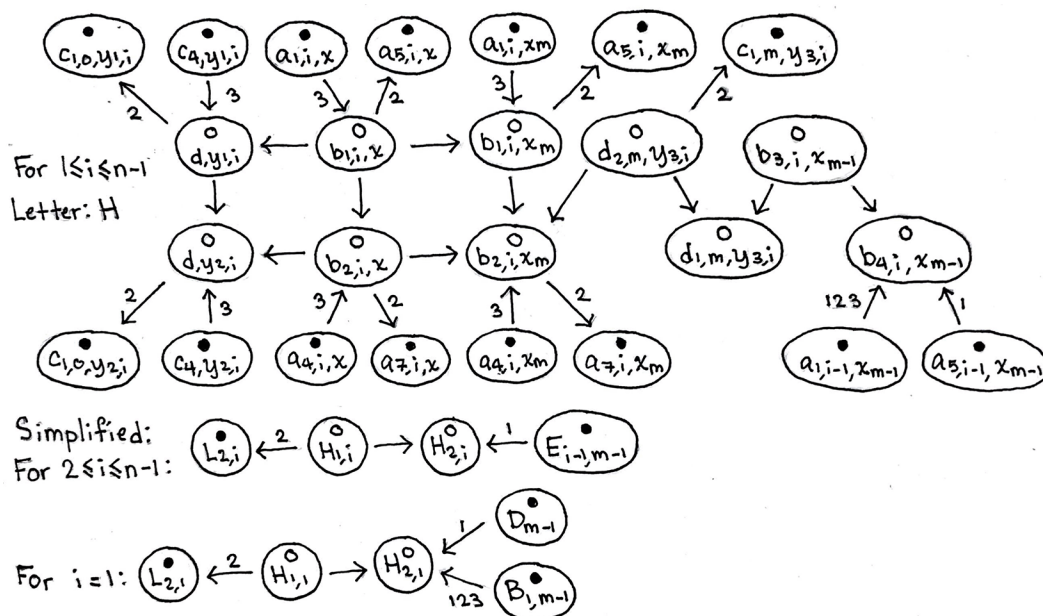 c1,0,y1,i c4,y1,i a1,i,x a5,i,x a1,i,xm a5,i,xm c1,m,y3,i
2 3 3 2 3 2 2
d,y1,i b1,i,x b1,i,xm d2,m,y3,i b3,i,xm-1
For 1≤i≤n-1
Letter: H
d,y2,i b2,i,x b2,i,xm d1,m,y3,i b4,i,xm-1
2 3 3 2 3 2 123 1
c1,0,y2,i c4,y2,i a4,i,x a7,i,x a4,i,xm a7,i,xm a1,i-1,xm-1 a5,i-1,xm-1
Simplified:
For 2≤i≤n-1: L2,i 2 H1,i H2,i 1 Ei-1,m-1
Dm-1
1
For i=1: L2,1 2 H1,1 H2,1
123 B1,m-1